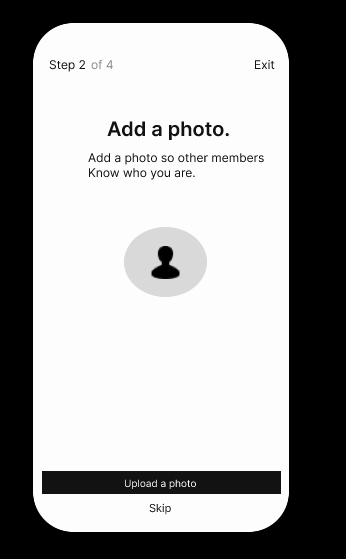 Step 2 of 4
Exit
Add a photo.
Add a photo so other members
Know who you are.
Upload a photo
Skip